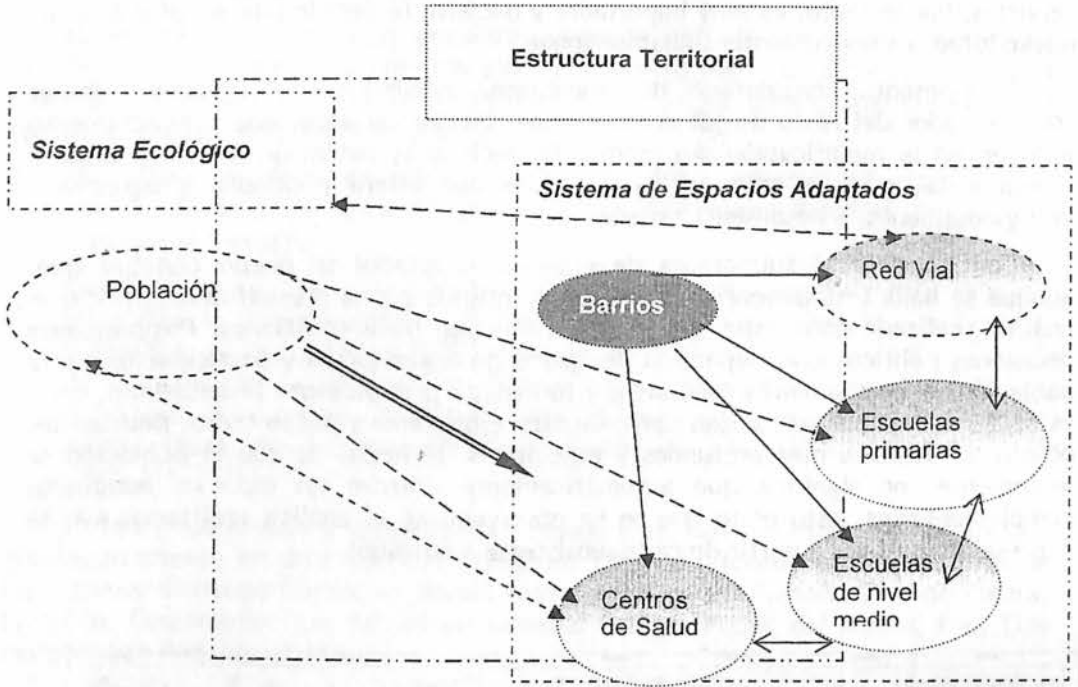 Estructura Territorial
Sistema Ecológico
Sistema de Espacios Adaptados
Población
Barrios
Red Vial
Escuelas
primarias
Escuelas
de nivel
medio
Centros
de Salud